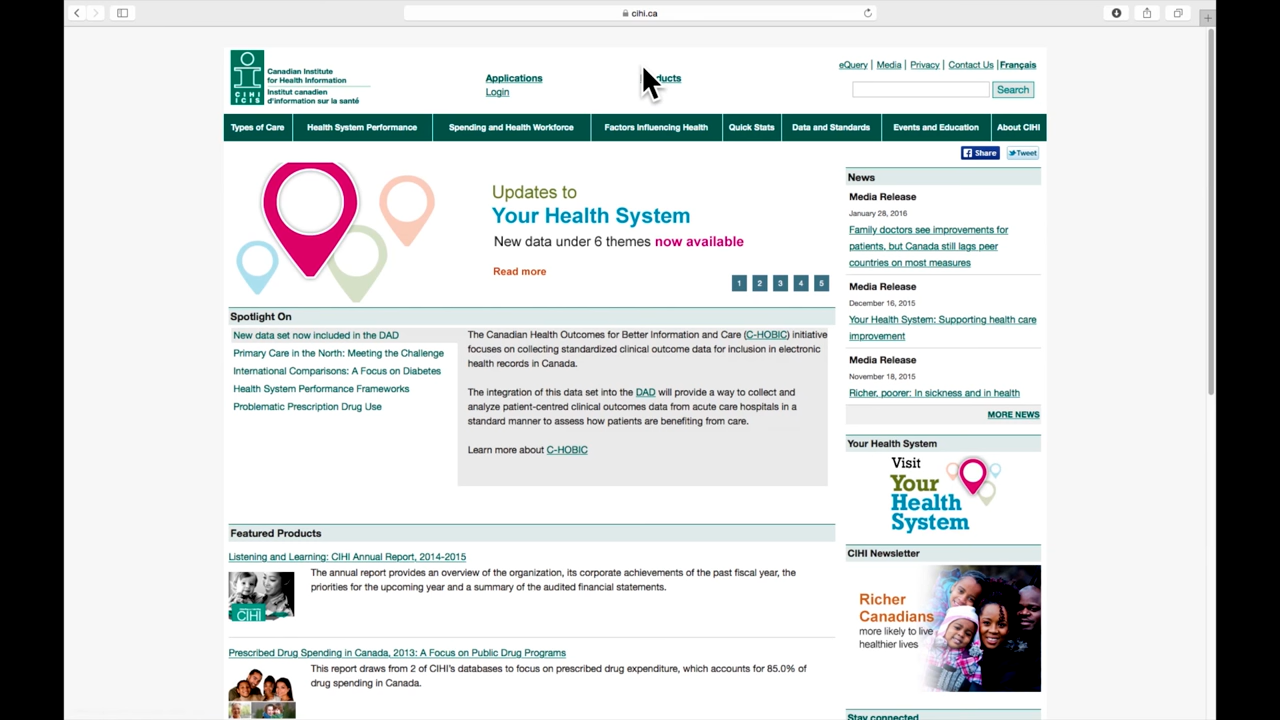 cihi.ca
CIHI
ICIS
Canadian Institute
for Health Information
Institut canadien
d'information sur la santé
Applications
Login
eQuery | Media | Privacy | Contact Us | Français
Search
Types of Care
Health System Performance
Spending and Health Workforce
Factors Influencing Health
Quick Stats
Data and Standards
Events and Education
About CIHI
Share
Tweet
Updates to
Your Health System
New data under 6 themes now available
Read more
1 2 3 4 5
Spotlight On
New data set now included in the DAD
Primary Care in the North: Meeting the Challenge
International Comparisons: A Focus on Diabetes
Health System Performance Frameworks
Problematic Prescription Drug Use
The Canadian Health Outcomes for Better Information and Care (C-HOBIC) initiative
focuses on collecting standardized clinical outcome data for inclusion in electronic
health records in Canada.
The integration of this data set into the DAD will provide a way to collect and
analyze patient-centred clinical outcomes data from acute care hospitals in a
standard manner to assess how patients are benefiting from care.
Learn more about C-HOBIC
Featured Products
Listening and Learning: CIHI Annual Report, 2014-2015
The annual report provides an overview of the organization, its corporate achievements of the past fiscal year, the
priorities for the upcoming year and a summary of the audited financial statements.
CIHI
Prescribed Drug Spending in Canada, 2013: A Focus on Public Drug Programs
This report draws from 2 of CIHI's databases to focus on prescribed drug expenditure, which accounts for 85.0% of
drug spending in Canada.
News
Media Release
January 28, 2016
Family doctors see improvements for
patients, but Canada still lags peer
countries on most measures
Media Release
December 16, 2015
Your Health System: Supporting health care
improvement
Media Release
November 18, 2015
Richer, poorer: In sickness and in health
MORE NEWS
Your Health System
Visit
Your
Health
System
CIHI Newsletter
Richer
Canadians
more likely to live
healthier lives
Stay connected